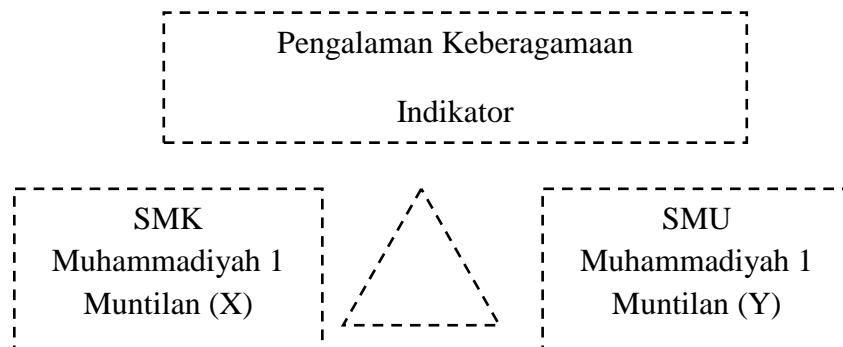 Pengalaman Keberagamaan
Indikator
SMK
Muhammadiyah 1
Muntilan (X)
SMU
Muhammadiyah 1
Muntilan (Y)